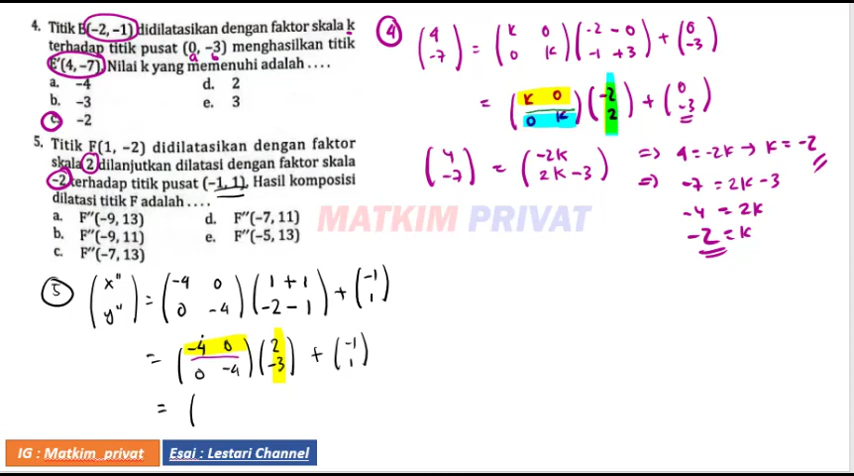 4. Titik E(-2, -1) didilatasikan dengan faktor skala k
terhadap titik pusat (0, -3) menghasilkan titik
E'(4, -7). Nilai k yang memenuhi adalah . . . .
a. -4 d. 2
b. -3 e. 3
c. -2
5. Titik F(1, -2) didilatasikan dengan faktor
skala 2 dilanjutkan dilatasi dengan faktor skala
-2 terhadap titik pusat (-1, 1). Hasil komposisi
dilatasi titik F adalah . . . .
a. F″(-9, 13) d. F″(-7, 11)
b. F″(-9, 11) e. F″(-5, 13)
c. F″(-7, 13)
a b
④ (4 -7) = (k 0 0 k)(-2 -0 -1 +3) + (0 -3)
= (k 0 0 k)(-2 2) + (0 -3)
(4 -7) = (-2k 2k -3) => 4 = -2k → k = -2
=> -7 = 2k -3
-4 = 2k
-2 = k
MATKIM PRIVAT
⑤ (x" y") = (-4 0 0 -4)(1 +1 -2 -1) + (-1 1)
= (-4 0 0 -4)(2 -3) + (-1 1)
= (
IG : Matkim_privat
Esai : Lestari Channel